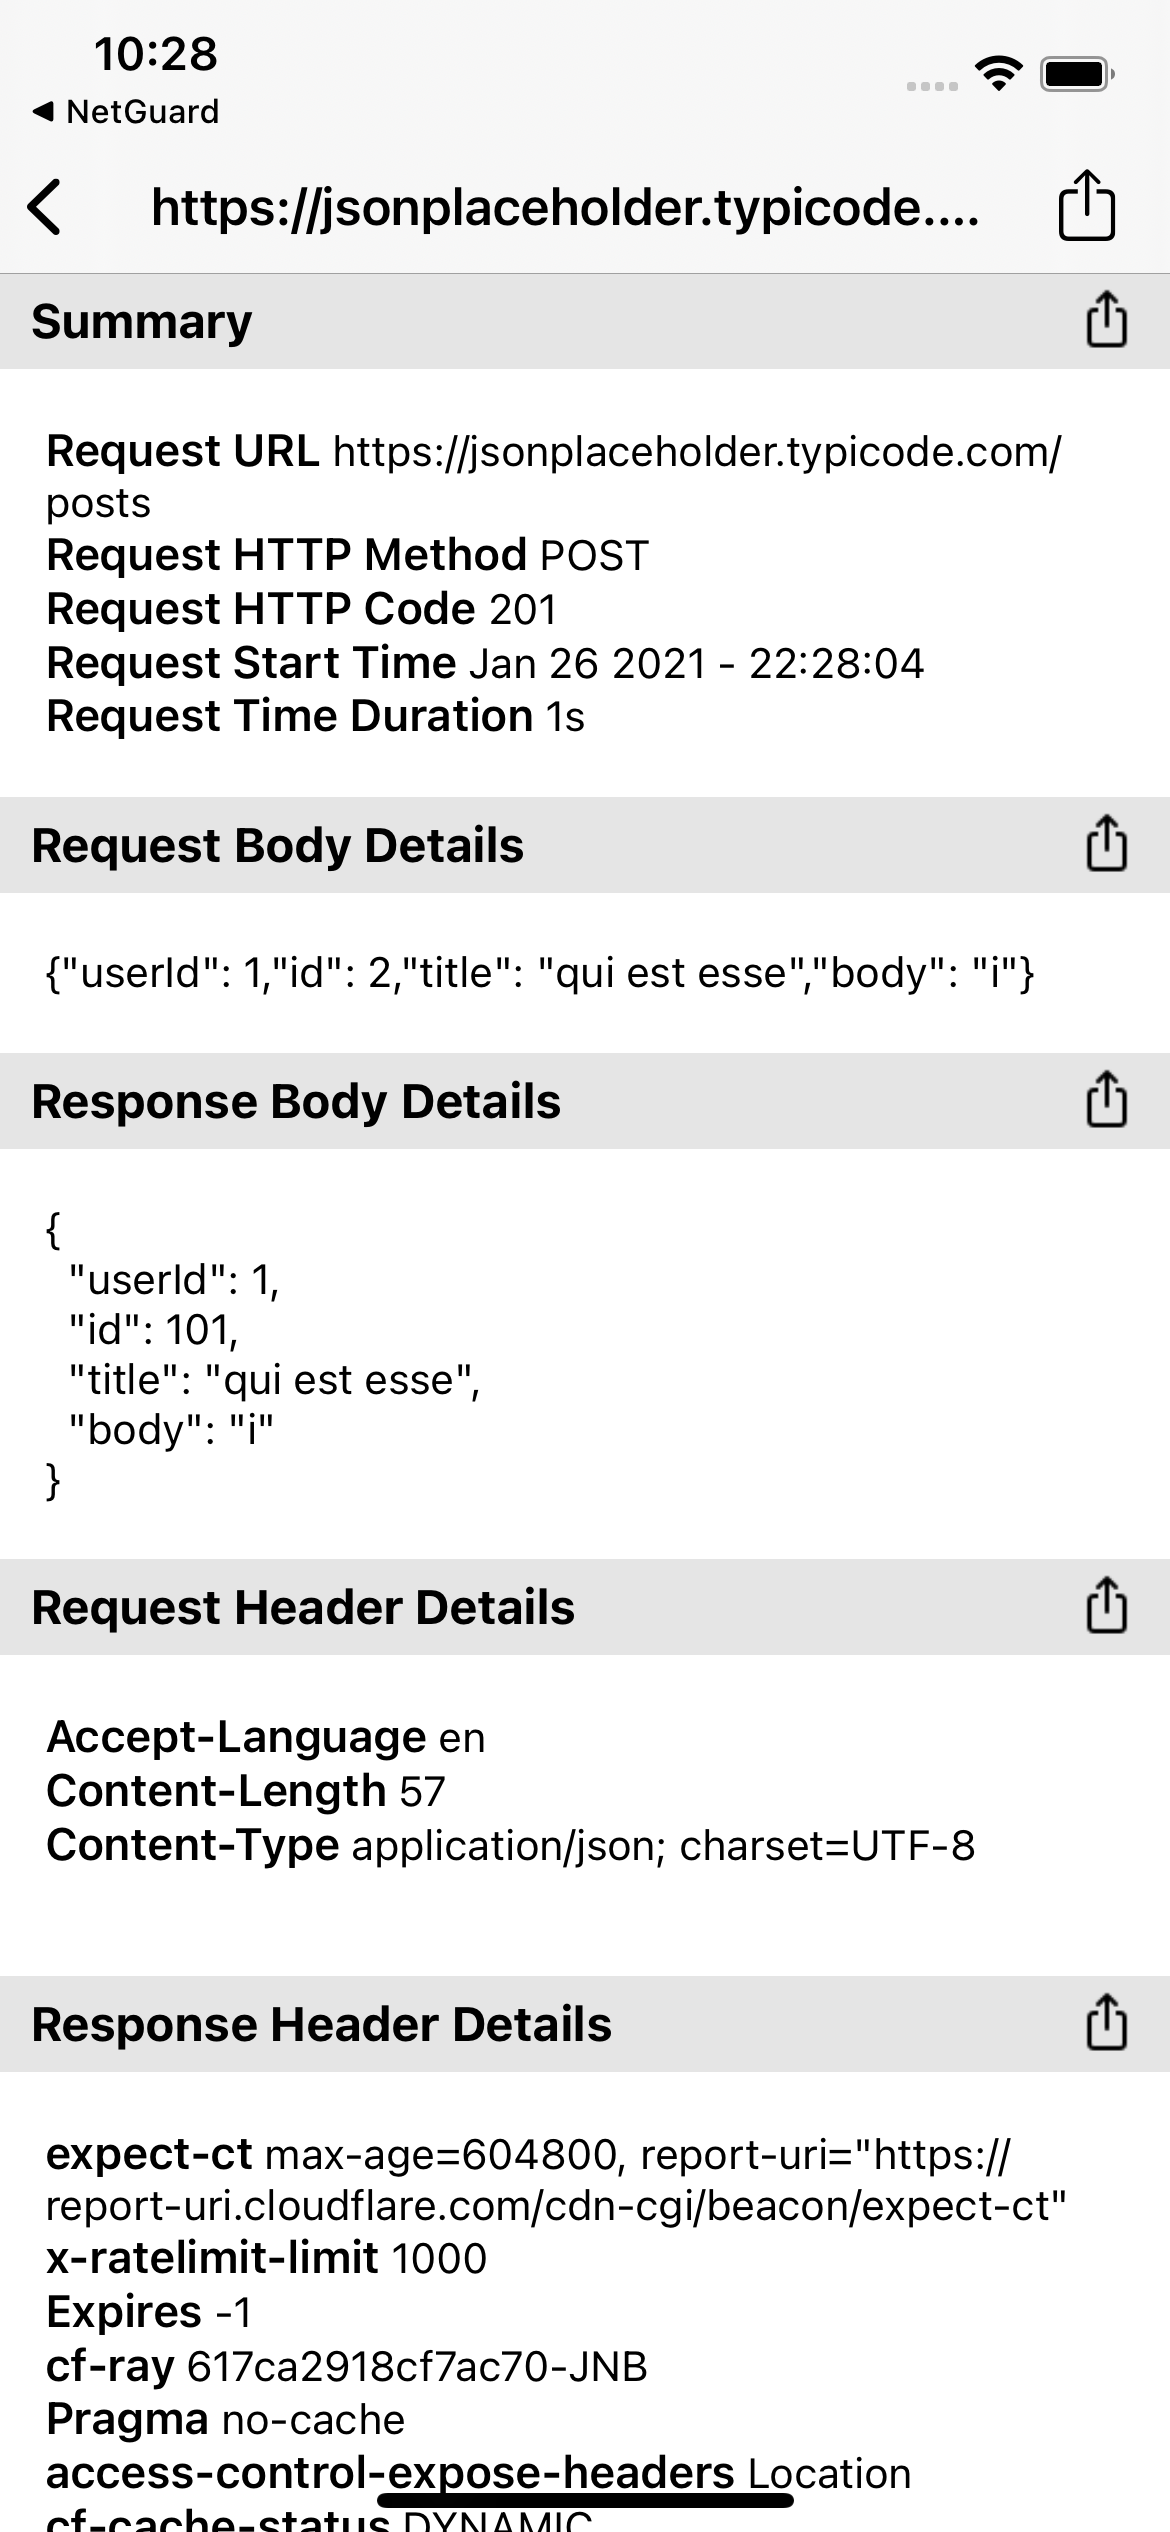 10:28
◀ NetGuard
https://jsonplaceholder.typicode....
Summary
Request URL https://jsonplaceholder.typicode.com/
posts
Request HTTP Method POST
Request HTTP Code 201
Request Start Time Jan 26 2021 - 22:28:04
Request Time Duration 1s
Request Body Details
{"userId": 1,"id": 2,"title": "qui est esse","body": "i"}
Response Body Details
{
"userId": 1,
"id": 101,
"title": "qui est esse",
"body": "i"
}
Request Header Details
Accept-Language en
Content-Length 57
Content-Type application/json; charset=UTF-8
Response Header Details
expect-ct max-age=604800, report-uri="https://
report-uri.cloudflare.com/cdn-cgi/beacon/expect-ct"
x-ratelimit-limit 1000
Expires -1
cf-ray 617ca2918cf7ac70-JNB
Pragma no-cache
access-control-expose-headers Location
cf-cache-status DYNAMIC